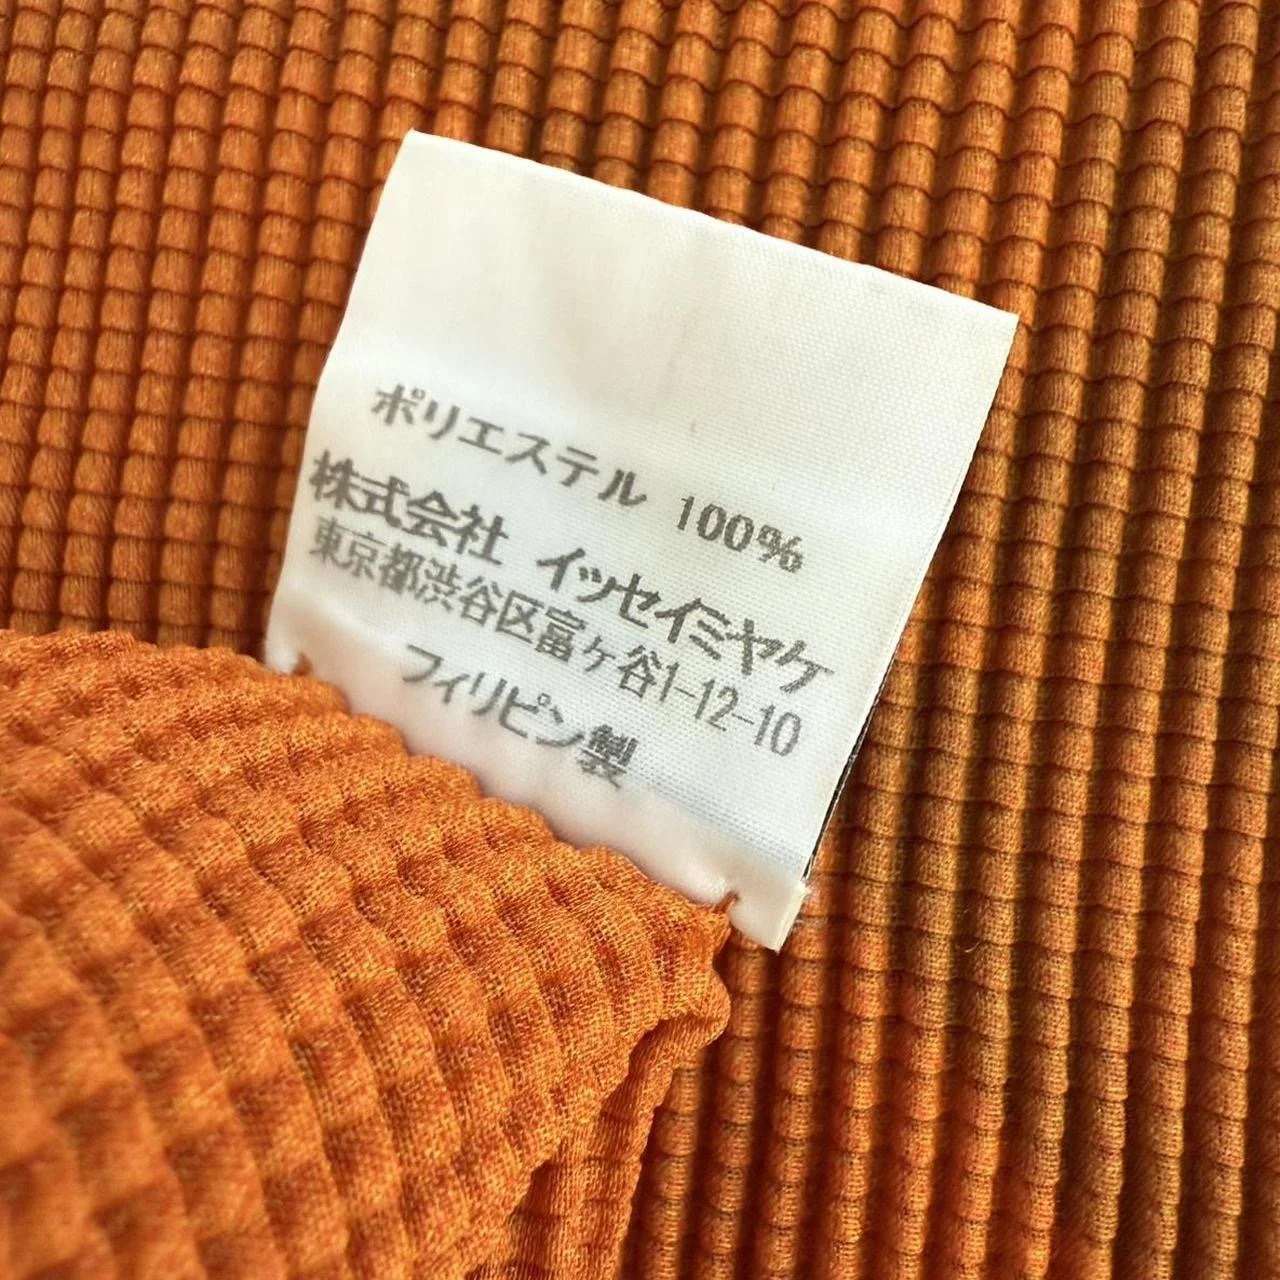 ポリエステル 100%
株式会社 イッセイミヤケ
東京都渋谷区富ヶ谷1-12-10
フィリピン製